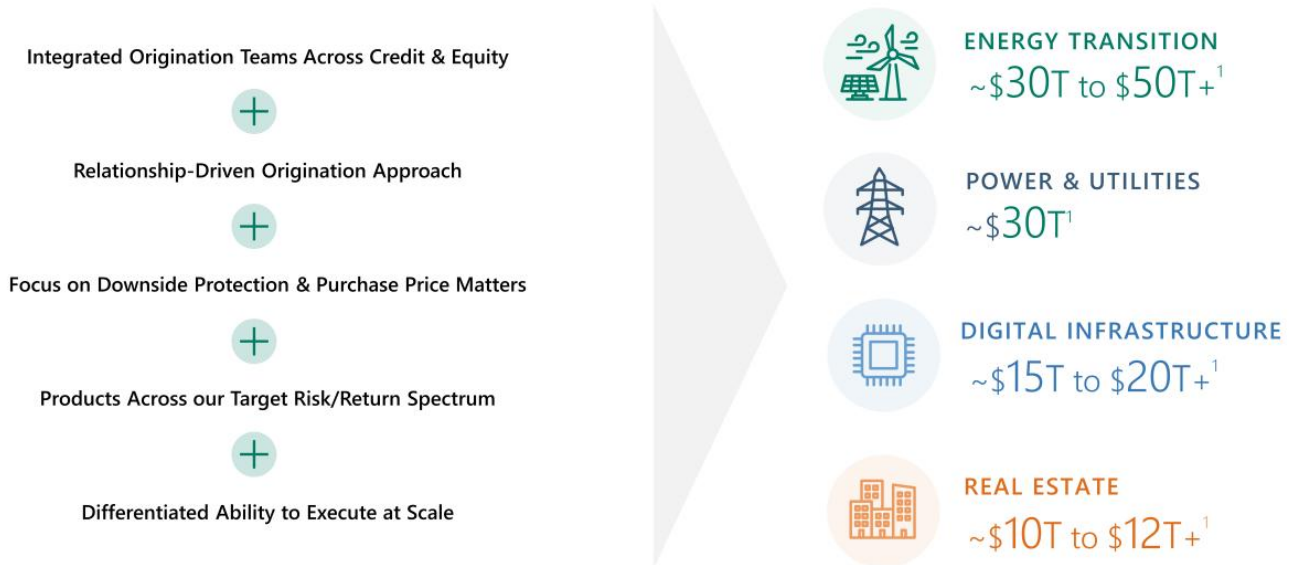 Integrated Origination Teams Across Credit & Equity
+
Relationship-Driven Origination Approach
+
Focus on Downside Protection & Purchase Price Matters
+
Products Across our Target Risk/Return Spectrum
+
Differentiated Ability to Execute at Scale
ENERGY TRANSITION
~$30T to $50T+¹
POWER & UTILITIES
~$30T¹
DIGITAL INFRASTRUCTURE
~$15T to $20T+¹
REAL ESTATE
~$10T to $12T+¹